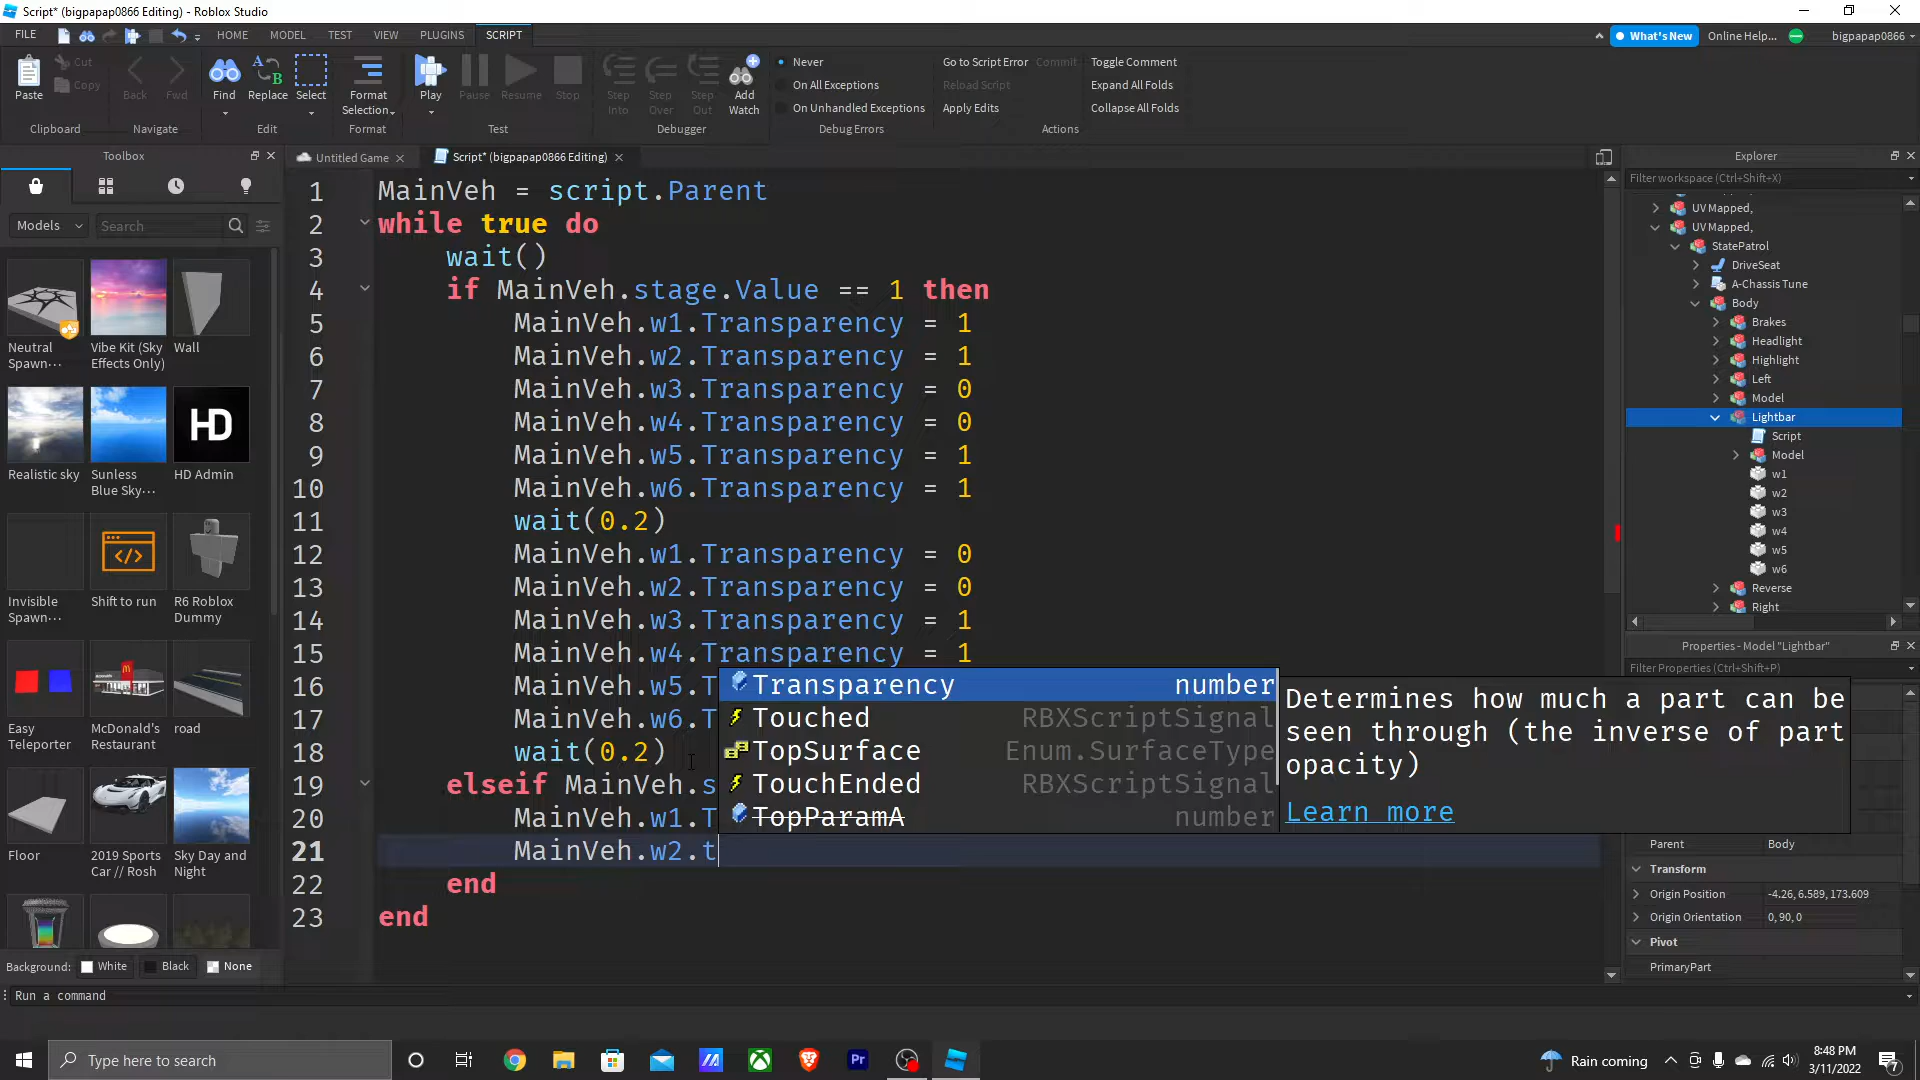 Script* (bigpapap0866 Editing) - Roblox Studio
FILE
HOME
MODEL
TEST
VIEW
PLUGINS
SCRIPT
What's New
Online Help...
bigpapap0866
Paste
Cut
Copy
Clipboard
Back
Fwd
Navigate
Find
Replace
Select
Edit
Format
Selection
Format
Play
Pause
Resume
Stop
Test
Step
Into
Step
Over
Step
Out
Add
Watch
Debugger
Never
On All Exceptions
On Unhandled Exceptions
Debug Errors
Go to Script Error
Commit
Reload Script
Apply Edits
Toggle Comment
Expand All Folds
Collapse All Folds
Actions
Toolbox
Models
Search
Neutral
Spawn...
Vibe Kit (Sky
Effects Only)
Wall
Realistic sky
Sunless
Blue Sky...
HD
HD Admin
Invisible
Spawn...
Shift to run
R6 Roblox
Dummy
Easy
Teleporter
McDonald's
Restaurant
road
Floor
2019 Sports
Car // Rosh
Sky Day and
Night
Background:
White
Black
None
Untitled Game
Script* (bigpapap0866 Editing)
1 MainVeh = script.Parent
2 while true do
3 wait()
4 if MainVeh.stage.Value == 1 then
5 MainVeh.w1.Transparency = 1
6 MainVeh.w2.Transparency = 1
7 MainVeh.w3.Transparency = 0
8 MainVeh.w4.Transparency = 0
9 MainVeh.w5.Transparency = 1
10 MainVeh.w6.Transparency = 1
11 wait(0.2)
12 MainVeh.w1.Transparency = 0
13 MainVeh.w2.Transparency = 0
14 MainVeh.w3.Transparency = 1
15 MainVeh.w4.Transparency = 1
16 MainVeh.w5.T
17 MainVeh.w6.T
18 wait(0.2)
19 elseif MainVeh.s
20 MainVeh.w1.T
21 MainVeh.w2.t
22 end
23 end
Transparency number
Touched RBXScriptSignal
TopSurface Enum.SurfaceType
TouchEnded RBXScriptSignal
TopParamA number
Determines how much a part can be
seen through (the inverse of part
opacity)
Learn more
Explorer
Filter workspace (Ctrl+Shift+X)
UV Mapped,
UV Mapped,
StatePatrol
DriveSeat
A-Chassis Tune
Body
Brakes
Headlight
Highlight
Left
Model
Lightbar
Script
Model
w1
w2
w3
w4
w5
w6
Reverse
Right
Properties - Model "Lightbar"
Filter Properties (Ctrl+Shift+P)
Parent Body
Transform
Origin Position -4.26, 6.589, 173.609
Origin Orientation 0, 90, 0
Pivot
PrimaryPart
Run a command
Type here to search
Pr
Rain coming
8:48 PM
3/11/2022
7